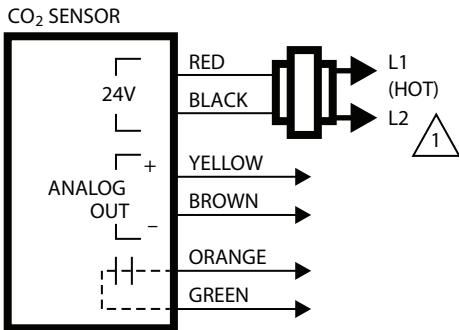 CO₂ SENSOR
24V
RED
BLACK
L1
(HOT)
L2
1
ANALOG
OUT
+
−
YELLOW
BROWN
ORANGE
GREEN